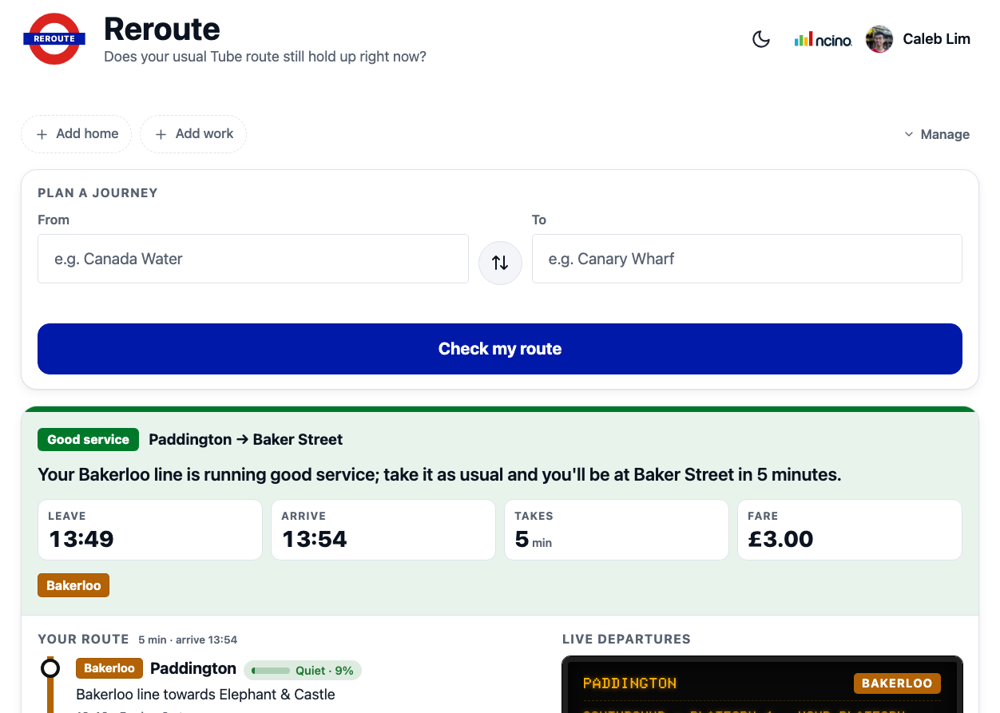 REROUTE
Reroute
Does your usual Tube route still hold up right now?
ncino
Caleb Lim
Add home
Add work
Manage
PLAN A JOURNEY
From
To
e.g. Canada Water
e.g. Canary Wharf
Check my route
Good service Paddington → Baker Street
Your Bakerloo line is running good service; take it as usual and you'll be at Baker Street in 5 minutes.
LEAVE
13:49
ARRIVE
13:54
TAKES
5 min
FARE
£3.00
Bakerloo
YOUR ROUTE 5 min · arrive 13:54
Bakerloo Paddington Quiet · 9%
Bakerloo line towards Elephant & Castle
LIVE DEPARTURES
PADDINGTON
BAKERLOO